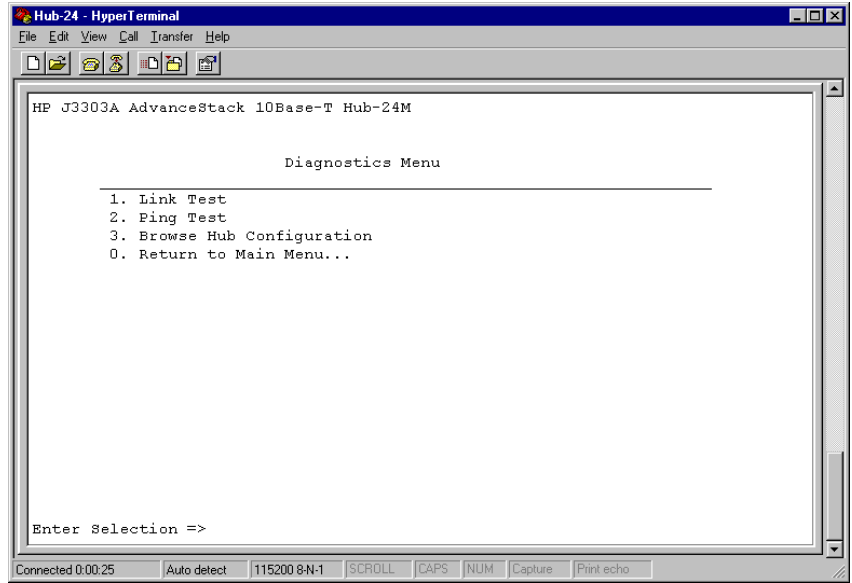 Hub-24 - HyperTerminal
File Edit View Call Transfer Help
HP J3303A AdvanceStack 10Base-T Hub-24M
Diagnostics Menu
1. Link Test
2. Ping Test
3. Browse Hub Configuration
0. Return to Main Menu...
Enter Selection =>
Connected 0:00:25 Auto detect 115200 8-N-1 SCROLL CAPS NUM Capture Print echo